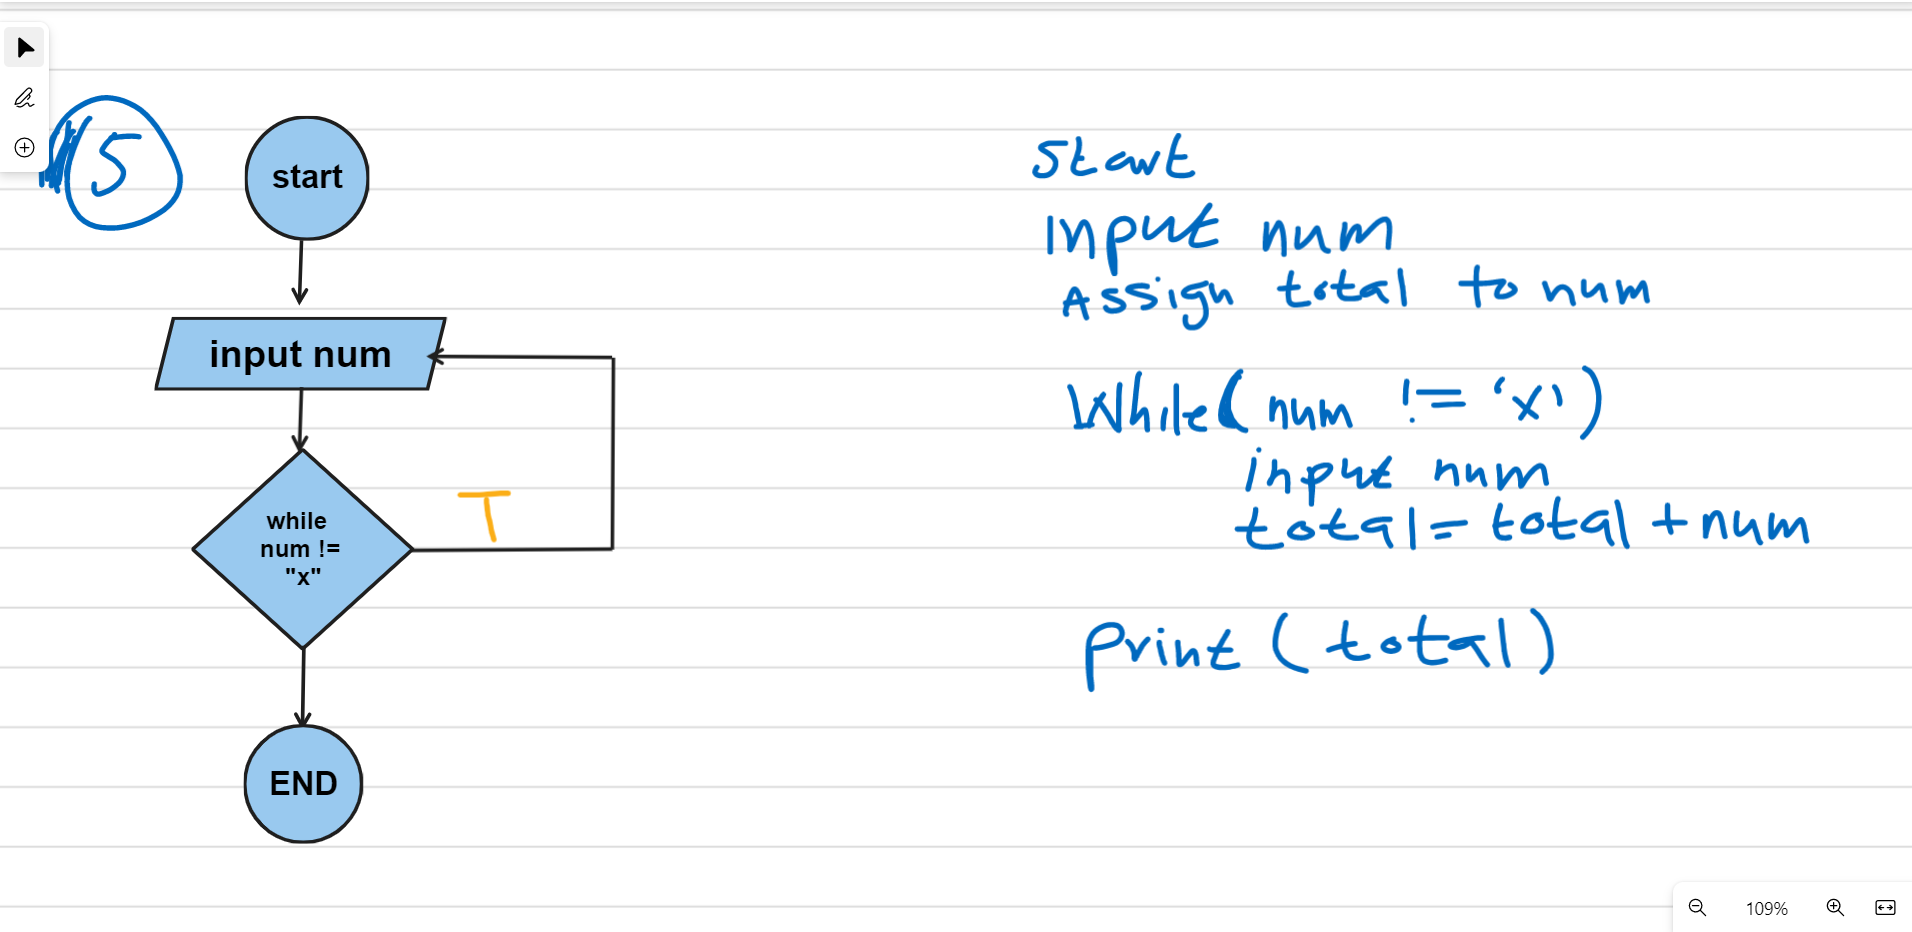 5
start
input num
while
num !=
"x"
T
END
Start
Input num
Assign total to num
While( num != 'x')
input num
total = total + num
print (total)
109%